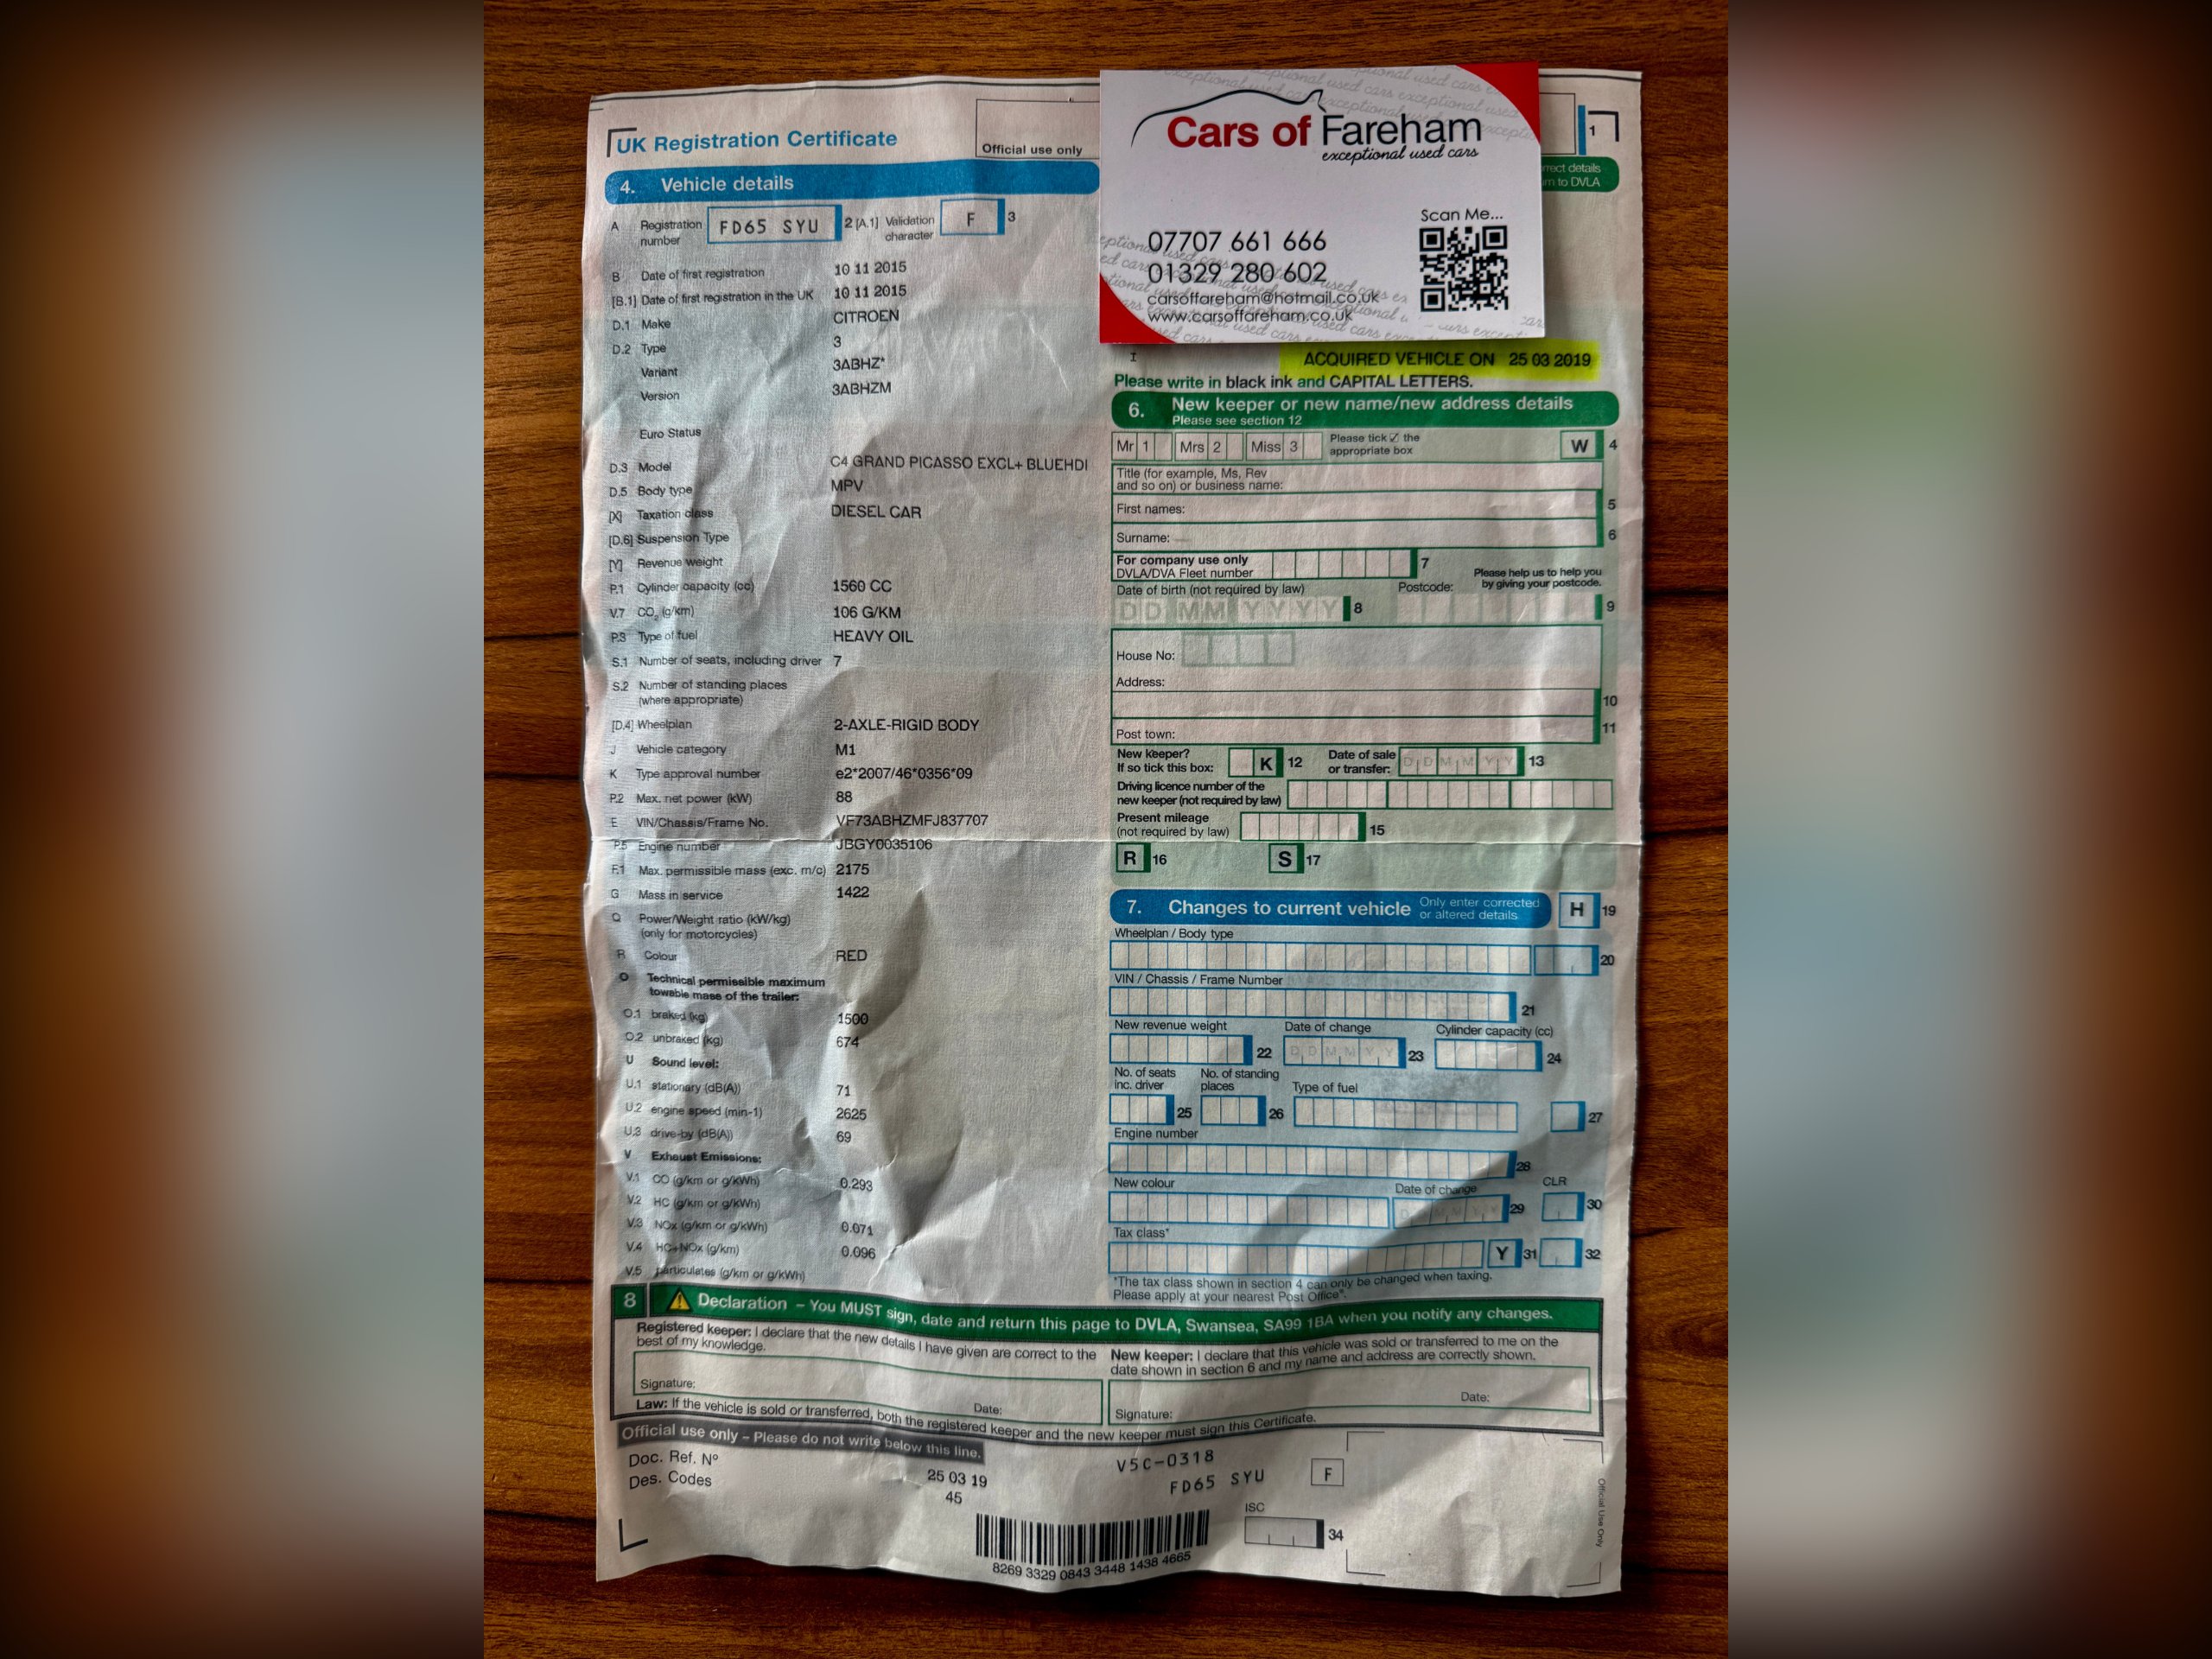 UK Registration Certificate
Official use only
1
4. Vehicle details
A Registration number FD65 SYU 2 [A.1] Validation character F 3
B Date of first registration 10 11 2015
[B.1] Date of first registration in the UK 10 11 2015
D.1 Make CITROEN
D.2 Type 3
Variant 3ABHZ*
Version 3ABHZM
Euro Status
D.3 Model C4 GRAND PICASSO EXCL+ BLUEHDI
D.5 Body type MPV
[X] Taxation class DIESEL CAR
[D.6] Suspension Type
[Y] Revenue weight
P.1 Cylinder capacity (cc) 1560 CC
V.7 CO2 (g/km) 106 G/KM
P.3 Type of fuel HEAVY OIL
S.1 Number of seats, including driver 7
S.2 Number of standing places
(where appropriate)
[D.4] Wheelplan 2-AXLE-RIGID BODY
J Vehicle category M1
K Type approval number e2*2007/46*0356*09
P.2 Max. net power (kW) 88
E VIN/Chassis/Frame No. VF73ABHZMFJ837707
P.5 Engine number JBGY0035106
F.1 Max. permissible mass (exc. m/c) 2175
G Mass in service 1422
Q Power/Weight ratio (kW/kg)
(only for motorcycles)
R Colour RED
O Technical permissible maximum
towable mass of the trailer:
O.1 braked (kg) 1500
O.2 unbraked (kg) 674
U Sound level:
U.1 stationary (dB(A)) 71
U.2 engine speed (min-1) 2625
U.3 drive-by (dB(A)) 69
V Exhaust Emissions:
V.1 CO (g/km or g/kWh) 0.293
V.2 HC (g/km or g/kWh)
V.3 NOx (g/km or g/kWh) 0.071
V.4 HC+NOx (g/km) 0.096
V.5 particulates (g/km or g/kWh)
Cars of Fareham
exceptional used cars
Scan Me...
07707 661 666
01329 280 602
carsoffareham@hotmail.co.uk
www.carsoffareham.co.uk
details
to DVLA
I
ACQUIRED VEHICLE ON 25 03 2019
Please write in black ink and CAPITAL LETTERS.
6. New keeper or new name/new address details
Please see section 12
Mr 1 Mrs 2 Miss 3 Please tick ✓ the appropriate box W 4
Title (for example, Ms, Rev
and so on) or business name:
First names: 5
Surname: 6
For company use only
DVLA/DVA Fleet number 7
Please help us to help you
by giving your postcode.
Date of birth (not required by law) Postcode:
DD MM YYYY 8 9
House No:
Address:
10
Post town: 11
New keeper?
If so tick this box: K 12 Date of sale
or transfer: D D M M Y Y 13
Driving licence number of the
new keeper (not required by law)
Present mileage
(not required by law) 15
R 16 S 17
7. Changes to current vehicle Only enter corrected
or altered details H 19
Wheelplan / Body type
20
VIN / Chassis / Frame Number
21
New revenue weight Date of change Cylinder capacity (cc)
22 D D M M Y Y 23 24
No. of seats
inc. driver No. of standing
places Type of fuel
25 26 27
Engine number
28
New colour Date of change CLR
29 30
Tax class*
Y 31 32
*The tax class shown in section 4 can only be changed when taxing.
Please apply at your nearest Post Office®.
8 Declaration – You MUST sign, date and return this page to DVLA, Swansea, SA99 1BA when you notify any changes.
Registered keeper: I declare that the new details I have given are correct to the
best of my knowledge.
Signature:
Date:
New keeper: I declare that this vehicle was sold or transferred to me on the
date shown in section 6 and my name and address are correctly shown.
Date:
Signature:
Law: If the vehicle is sold or transferred, both the registered keeper and the new keeper must sign this Certificate.
Official use only – Please do not write below this line.
Doc. Ref. Nº 25 03 19
Des. Codes 45
V5C-0318
FD65 SYU F
ISC
34
8269 3329 0843 3448 1438 4665
Official Use Only